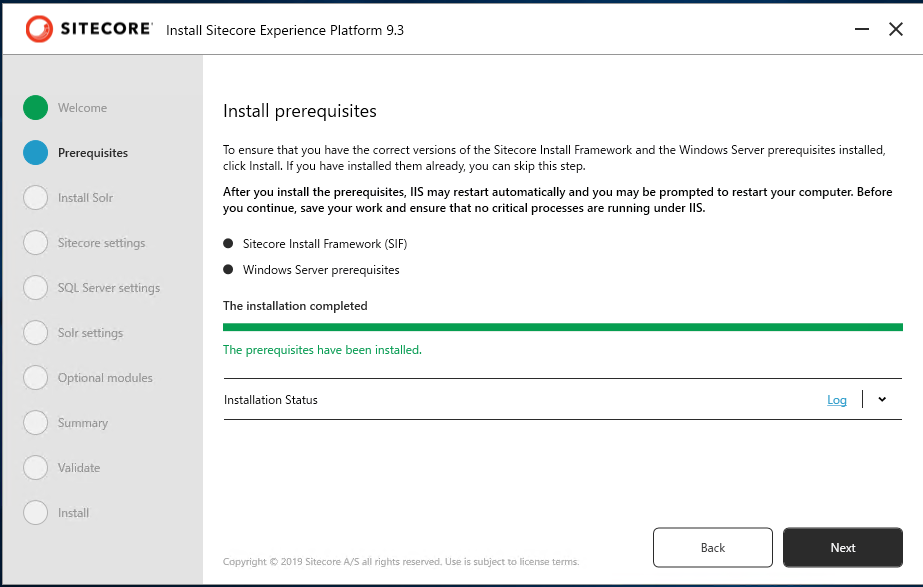 SITECORE Install Sitecore Experience Platform 9.3
Welcome
Prerequisites
Install Solr
Sitecore settings
SQL Server settings
Solr settings
Optional modules
Summary
Validate
Install
Install prerequisites
To ensure that you have the correct versions of the Sitecore Install Framework and the Windows Server prerequisites installed,
click Install. If you have installed them already, you can skip this step.
After you install the prerequisites, IIS may restart automatically and you may be prompted to restart your computer. Before
you continue, save your work and ensure that no critical processes are running under IIS.
Sitecore Install Framework (SIF)
Windows Server prerequisites
The installation completed
The prerequisites have been installed.
Installation Status Log
Back Next
Copyright © 2019 Sitecore A/S all rights reserved. Use is subject to license terms.